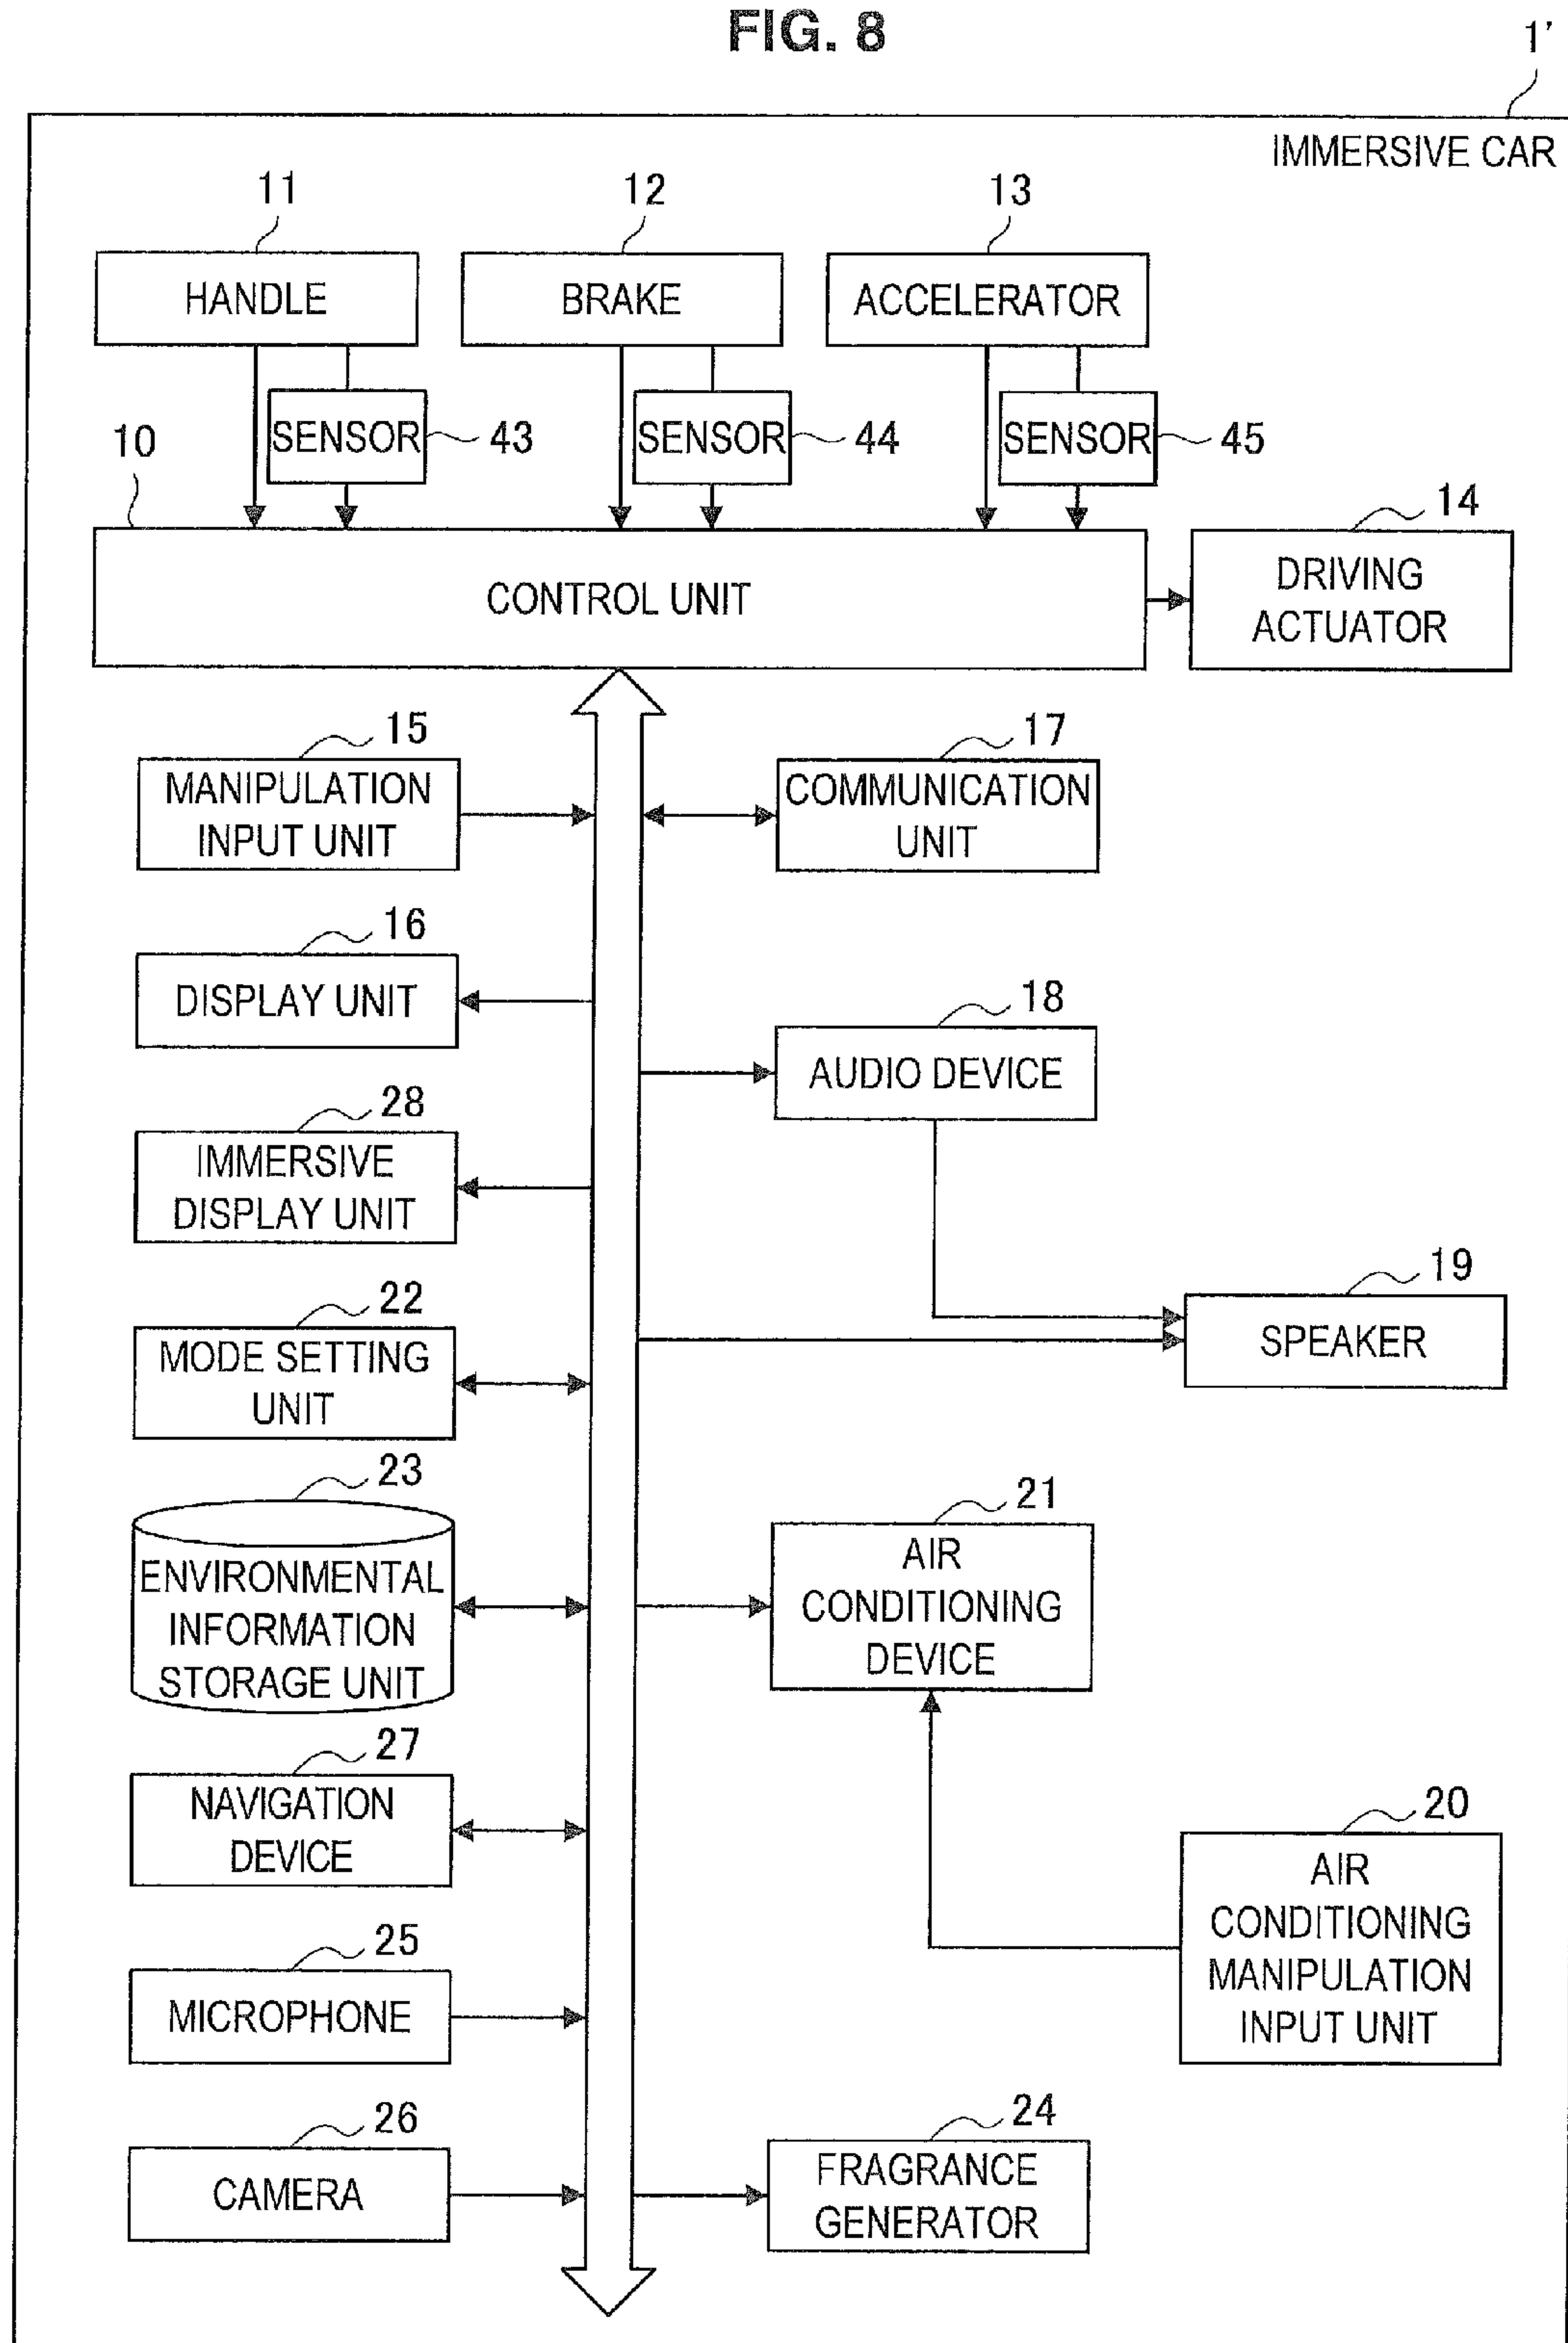 FIG. 8
1'
IMMERSIVE CAR
11
12
13
HANDLE
BRAKE
ACCELERATOR
SENSOR
43
SENSOR
44
SENSOR
45
10
14
CONTROL UNIT
DRIVING
ACTUATOR
15
MANIPULATION
INPUT UNIT
17
COMMUNICATION
UNIT
16
DISPLAY UNIT
18
AUDIO DEVICE
28
IMMERSIVE
DISPLAY UNIT
19
SPEAKER
22
MODE SETTING
UNIT
23
ENVIRONMENTAL
INFORMATION
STORAGE UNIT
21
AIR
CONDITIONING
DEVICE
27
NAVIGATION
DEVICE
20
AIR
CONDITIONING
MANIPULATION
INPUT UNIT
25
MICROPHONE
26
CAMERA
24
FRAGRANCE
GENERATOR